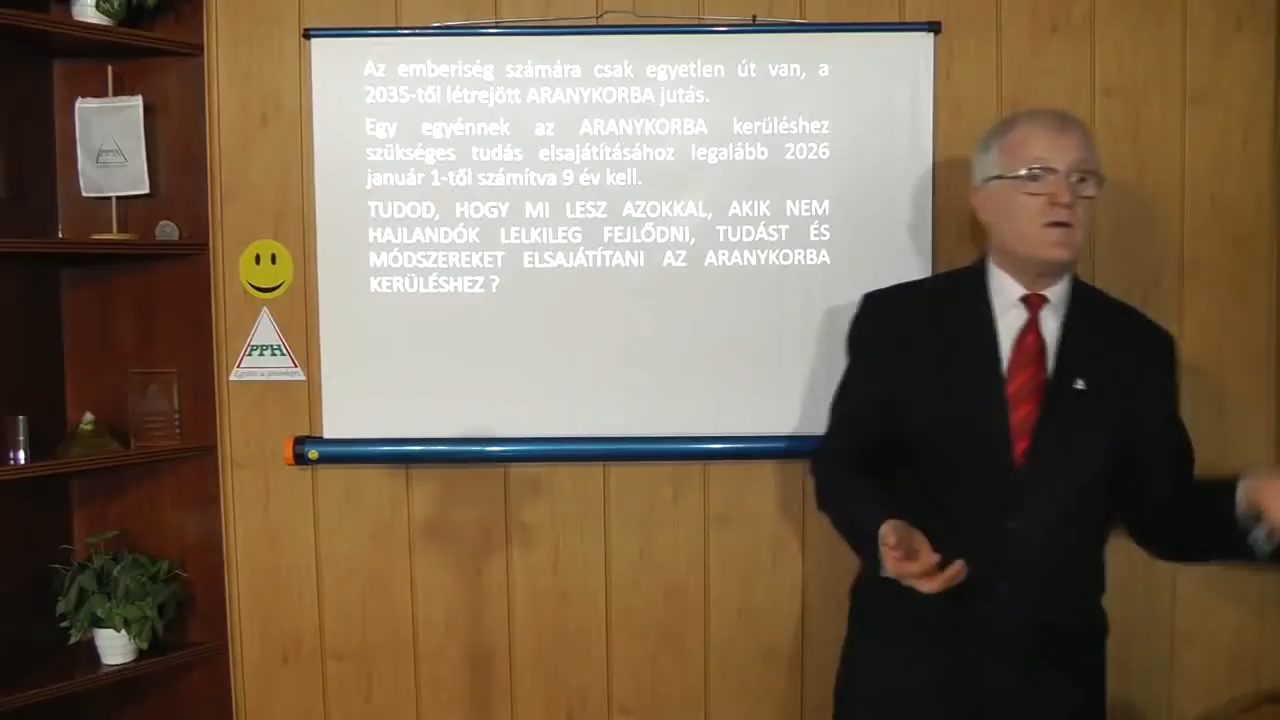 Az emberiség számára csak egyetlen út van, a
2035-től létrejött ARANYKORBA jutás.
Egy egyénnek az ARANYKORBA kerüléshez
szükséges tudás elsajátításához legalább 2026
január 1-től számítva 9 év kell.
TUDOD, HOGY MI LESZ AZOKKAL, AKIK NEM
HAJLANDÓK LELKILEG FEJLŐDNI, TUDÁST ÉS
MÓDSZEREKET ELSAJÁTÍTANI AZ ARANYKORBA
KERÜLÉSHEZ ?
PPH
PPH